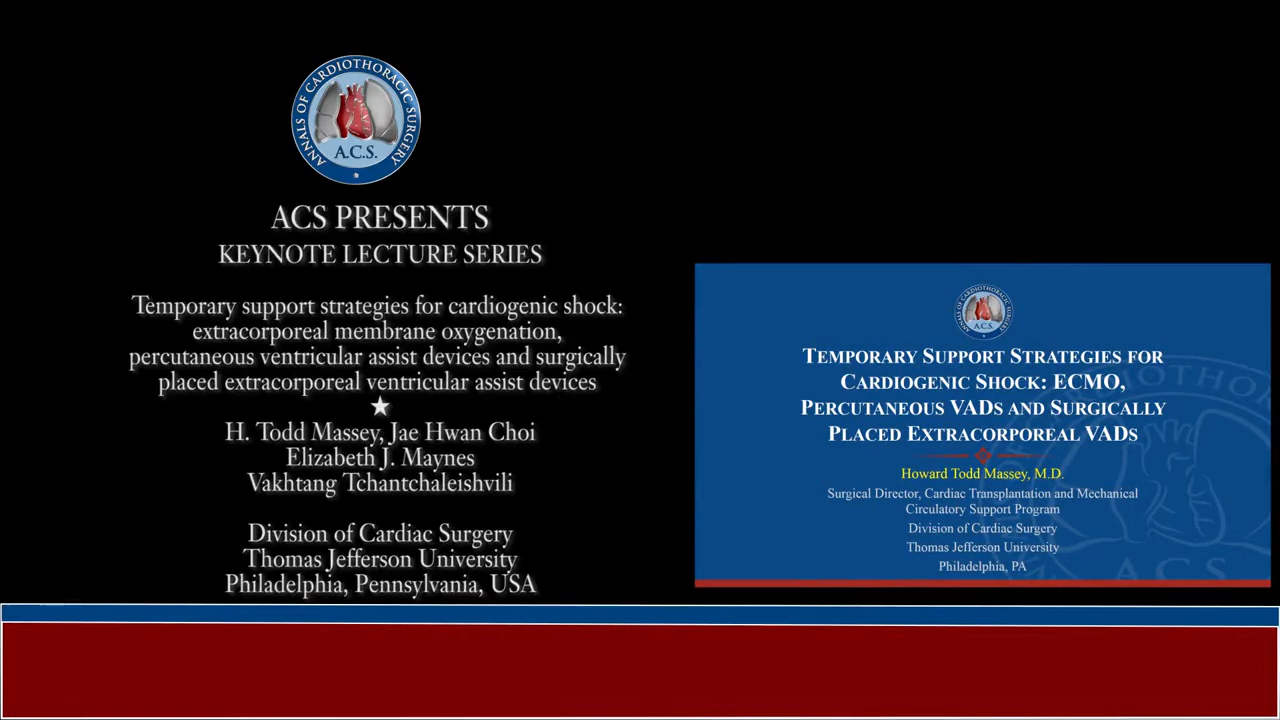 ANNALS OF CARDIOTHORACIC SURGERY
A.C.S.
ACS PRESENTS
KEYNOTE LECTURE SERIES
Temporary support strategies for cardiogenic shock:
extracorporeal membrane oxygenation,
percutaneous ventricular assist devices and surgically
placed extracorporeal ventricular assist devices
H. Todd Massey, Jae Hwan Choi
Elizabeth J. Maynes
Vakhtang Tchantchaleishvili
Division of Cardiac Surgery
Thomas Jefferson University
Philadelphia, Pennsylvania, USA
ANNALS OF CARDIOTHORACIC SURGERY
A.C.S.
TEMPORARY SUPPORT STRATEGIES FOR
CARDIOGENIC SHOCK: ECMO,
PERCUTANEOUS VADS AND SURGICALLY
PLACED EXTRACORPOREAL VADS
Howard Todd Massey, M.D.
Surgical Director, Cardiac Transplantation and Mechanical
Circulatory Support Program
Division of Cardiac Surgery
Thomas Jefferson University
Philadelphia, PA